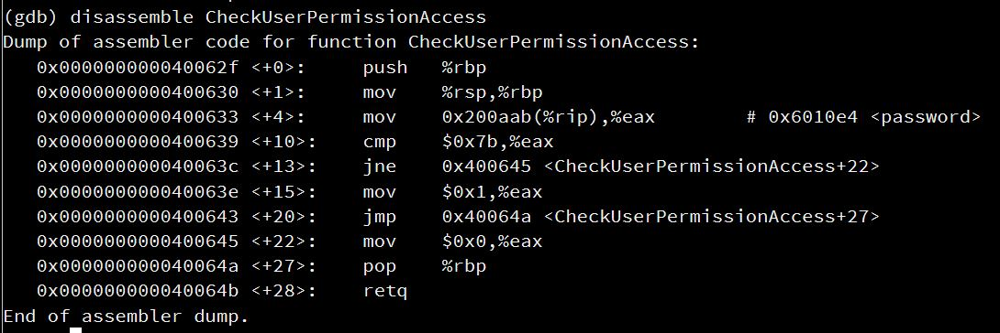 (gdb) disassemble CheckUserPermissionAccess
Dump of assembler code for function CheckUserPermissionAccess:
   0x000000000040062f <+0>:     push   %rbp
   0x0000000000400630 <+1>:     mov    %rsp,%rbp
   0x0000000000400633 <+4>:     mov    0x200aab(%rip),%eax        # 0x6010e4 <password>
   0x0000000000400639 <+10>:    cmp    $0x7b,%eax
   0x000000000040063c <+13>:    jne    0x400645 <CheckUserPermissionAccess+22>
   0x000000000040063e <+15>:    mov    $0x1,%eax
   0x0000000000400643 <+20>:    jmp    0x40064a <CheckUserPermissionAccess+27>
   0x0000000000400645 <+22>:    mov    $0x0,%eax
   0x000000000040064a <+27>:    pop    %rbp
   0x000000000040064b <+28>:    retq
End of assembler dump.